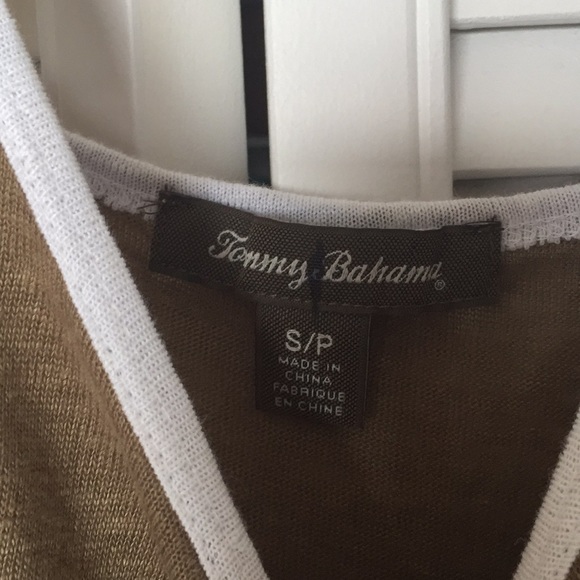 Tommy Bahama®
S/P
MADE IN
CHINA
FABRIQUE
EN CHINE